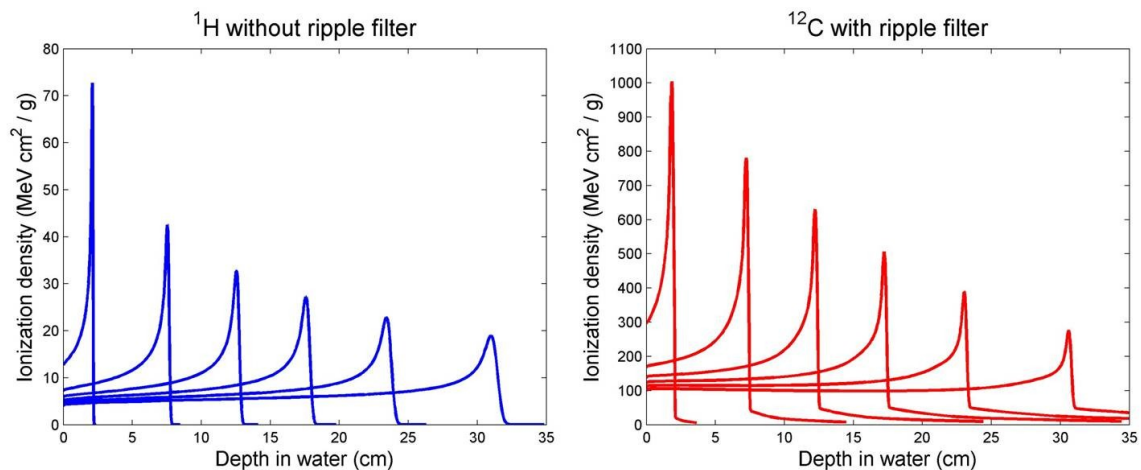 ¹H without ripple filter
80
70
60
50
40
30
20
10
0
Ionization density (MeV cm² / g)
0 5 10 15 20 25 30 35
Depth in water (cm)
¹²C with ripple filter
1100
1000
900
800
700
600
500
400
300
200
100
0
Ionization density (MeV cm² / g)
0 5 10 15 20 25 30 35
Depth in water (cm)